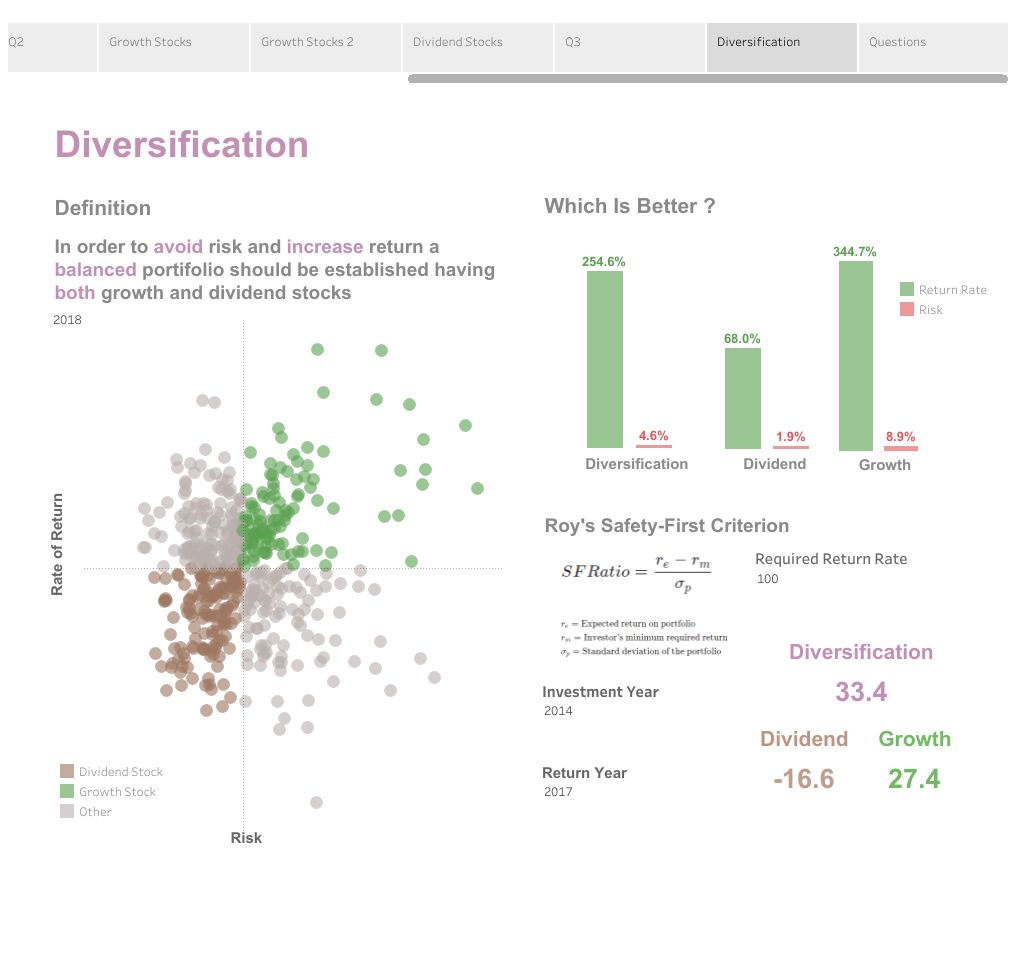 Q2
Growth Stocks
Growth Stocks 2
Dividend Stocks
Q3
Diversification
Questions
Diversification
Definition
In order to avoid risk and increase return a
balanced portifolio should be established having
both growth and dividend stocks
2018
Rate of Return
Risk
Dividend Stock
Growth Stock
Other
Which Is Better ?
254.6%
4.6%
68.0%
1.9%
344.7%
8.9%
Diversification
Dividend
Growth
Return Rate
Risk
Roy's Safety-First Criterion
SFRatio = (r_e − r_m) / σ_p
r_e = Expected return on portfolio
r_m = Investor's minimum required return
σ_p = Standard deviation of the portfolio
Required Return Rate
100
Investment Year
2014
Return Year
2017
Diversification
33.4
Dividend
-16.6
Growth
27.4